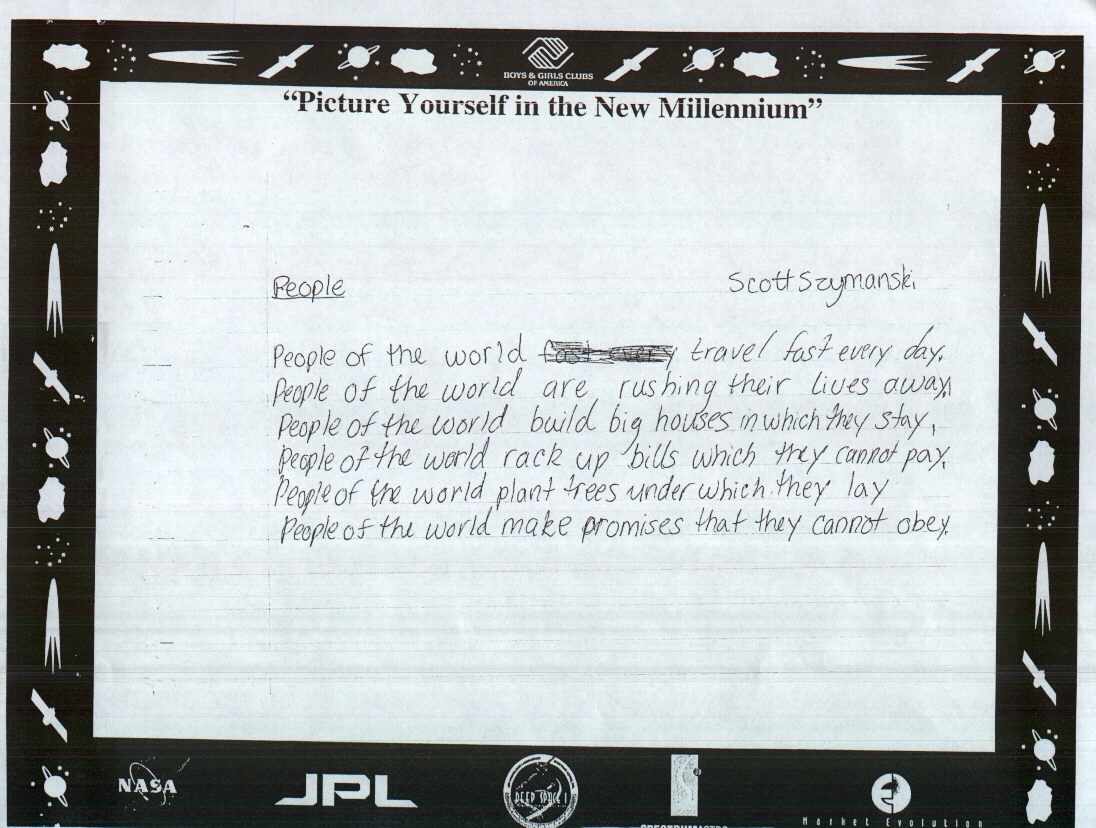 BOYS & GIRLS CLUBS
OF AMERICA
“Picture Yourself in the New Millennium”
People Scott Szymanski
People of the world travel fast every day.
People of the world are rushing their lives away.
People of the world build big houses in which they stay,
People of the world rack up bills which they cannot pay.
People of the world plant trees under which they lay
People of the world make promises that they cannot obey.
NASA JPL DEEP SPACE 1 SPECTRUM ASTRO Market Evolution